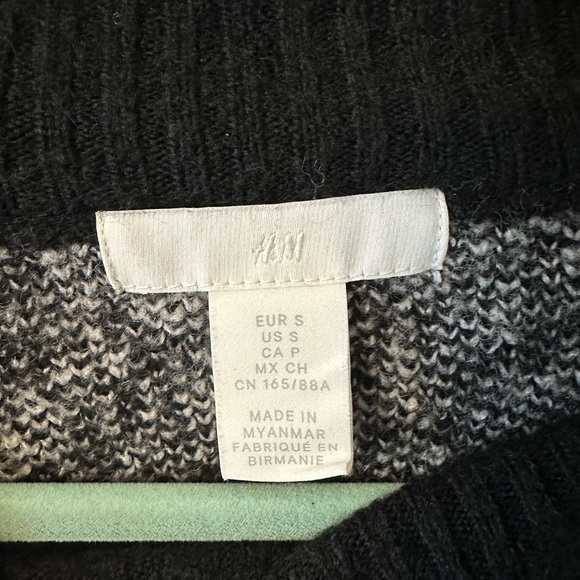 H&M
EUR S
US S
CA P
MX CH
CN 165/88A
MADE IN
MYANMAR
FABRIQUÉ EN
BIRMANIE